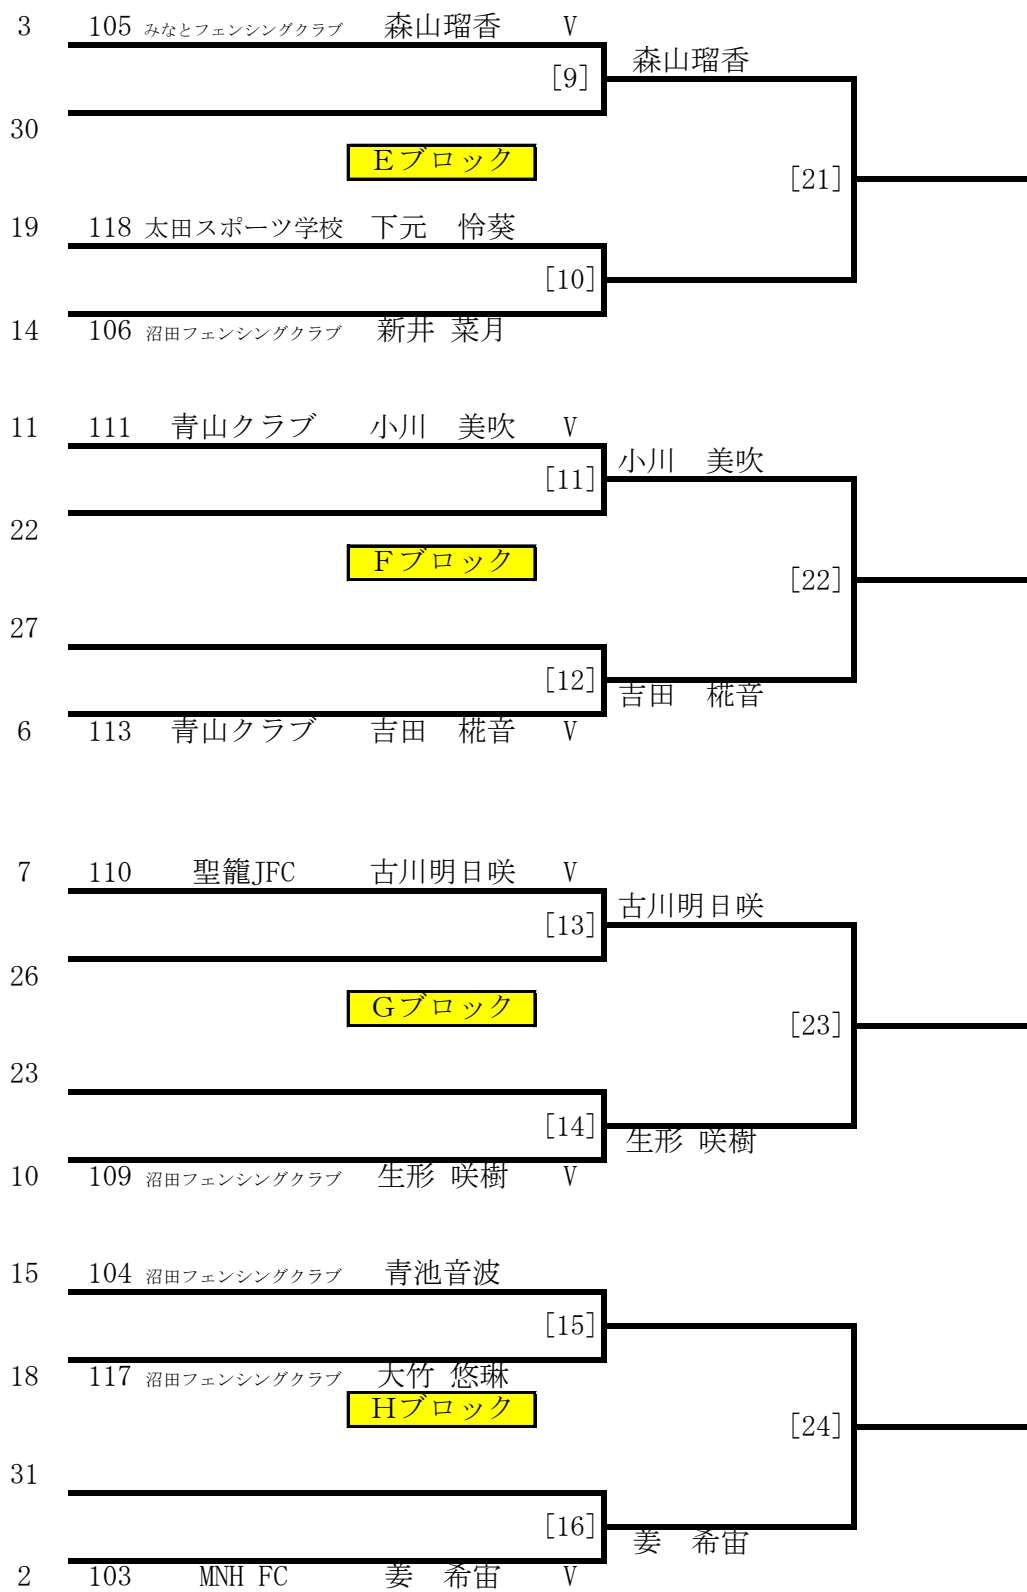 3 105 みなとフェンシングクラブ 森山瑠香 V
森山瑠香
[9]
30
Eブロック
[21]
19 118 太田スポーツ学校 下元 怜葵
[10]
14 106 沼田フェンシングクラブ 新井 菜月
11 111 青山クラブ 小川 美吹 V
小川 美吹
[11]
22
Fブロック
[22]
27
[12]
吉田 椛音
6 113 青山クラブ 吉田 椛音 V
7 110 聖籠JFC 古川明日咲 V
古川明日咲
[13]
26
Gブロック
[23]
23
[14]
生形 咲樹
10 109 沼田フェンシングクラブ 生形 咲樹 V
15 104 沼田フェンシングクラブ 青池音波
[15]
18 117 沼田フェンシングクラブ 大竹 悠琳
Hブロック
[24]
31
[16]
姜 希宙
2 103 MNH FC 姜 希宙 V